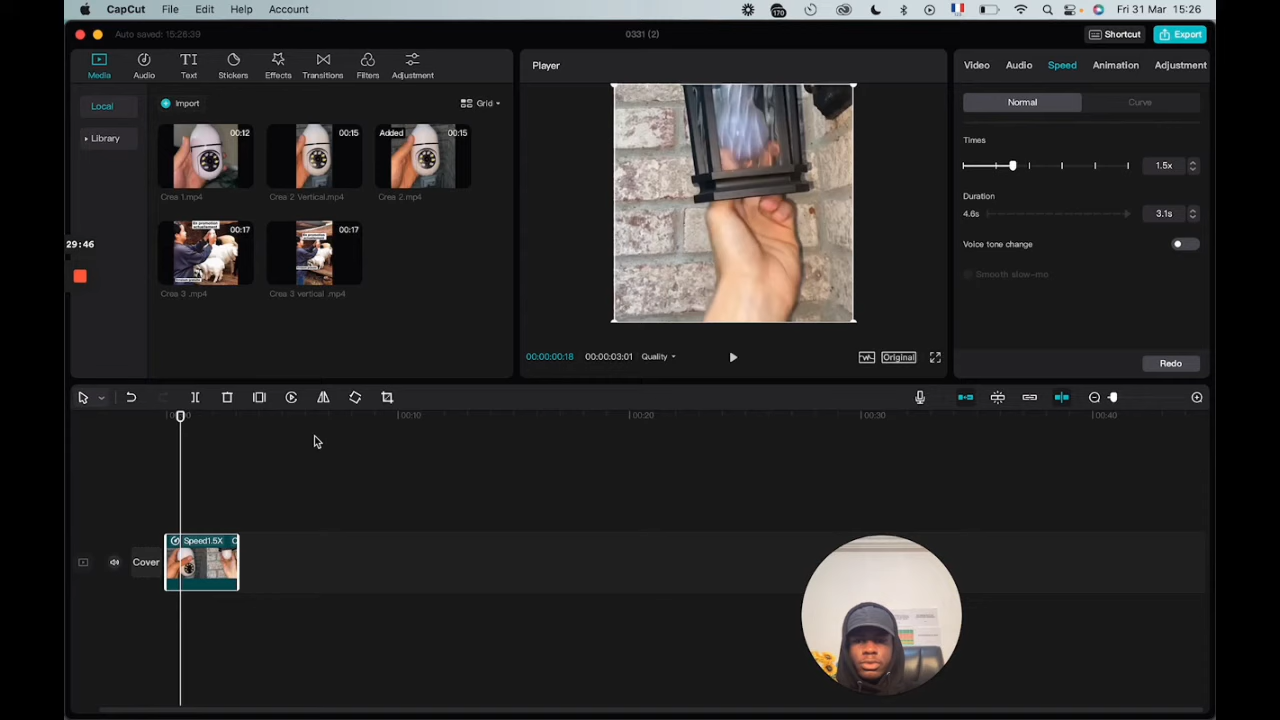 CapCut File Edit Help Account
170 Fri 31 Mar 15:26
Auto saved: 15:26:39
0331 (2)
Shortcut Export
Media Audio Text Stickers Effects Transitions Filters Adjustment
Player
Video Audio Speed Animation Adjustment
Local
Import
Grid
Library
00:12
00:15
Added 00:15
Crea 1.mp4
Crea 2 Vertical.mp4
Crea 2.mp4
00:17
00:17
Crea 3 .mp4
Crea 3 vertical .mp4
29:46
Normal Curve
Times
1.5x
Duration
4.6s 3.1s
Voice tone change
Smooth slow-mo
Redo
00:00:00:18 00:00:03:01 Quality Original
00:10 00:20 00:30 00:40
Cover
Speed1.5X